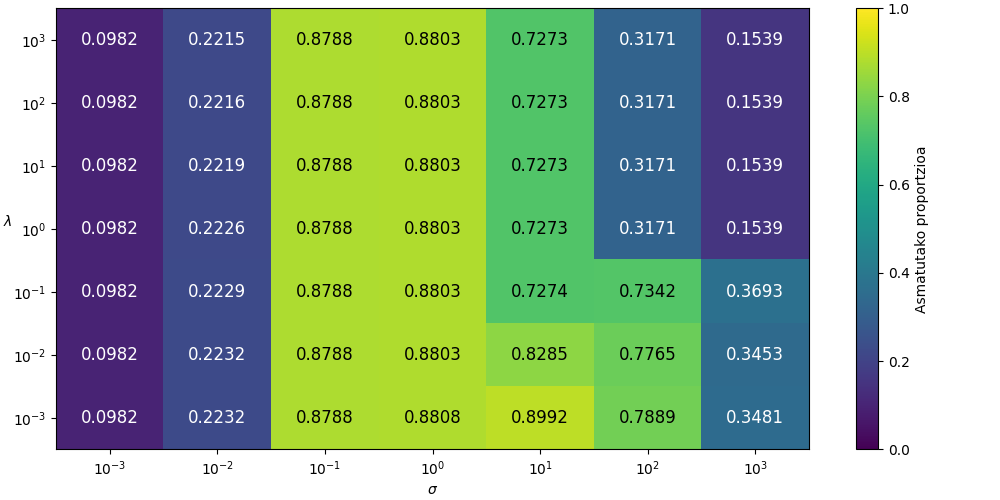 10³ 0.0982 0.2215 0.8788 0.8803 0.7273 0.3171 0.1539
10² 0.0982 0.2216 0.8788 0.8803 0.7273 0.3171 0.1539
10¹ 0.0982 0.2219 0.8788 0.8803 0.7273 0.3171 0.1539
λ
10⁰ 0.0982 0.2226 0.8788 0.8803 0.7273 0.3171 0.1539
10⁻¹ 0.0982 0.2229 0.8788 0.8803 0.7274 0.7342 0.3693
10⁻² 0.0982 0.2232 0.8788 0.8803 0.8285 0.7765 0.3453
10⁻³ 0.0982 0.2232 0.8788 0.8808 0.8992 0.7889 0.3481
10⁻³ 10⁻² 10⁻¹ 10⁰ 10¹ 10² 10³
σ
1.0
0.8
0.6
0.4
0.2
0.0
Asmatutako proportzioa